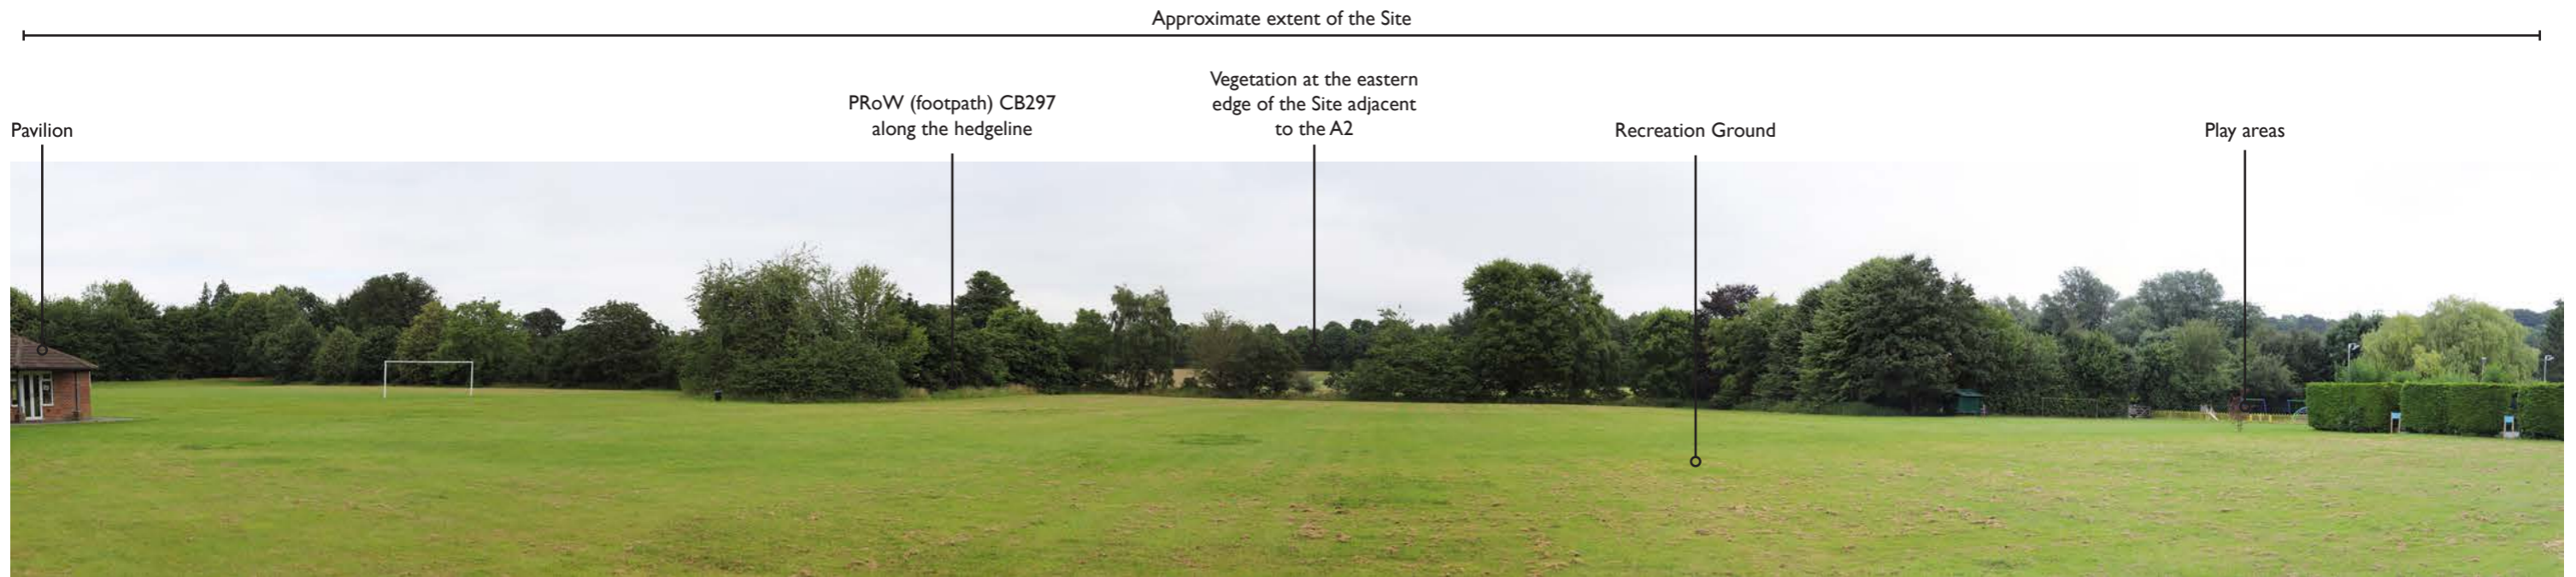 Approximate extent of the Site
Pavilion
PRoW (footpath) CB297
along the hedgeline
Vegetation at the eastern
edge of the Site adjacent
to the A2
Recreation Ground
Play areas